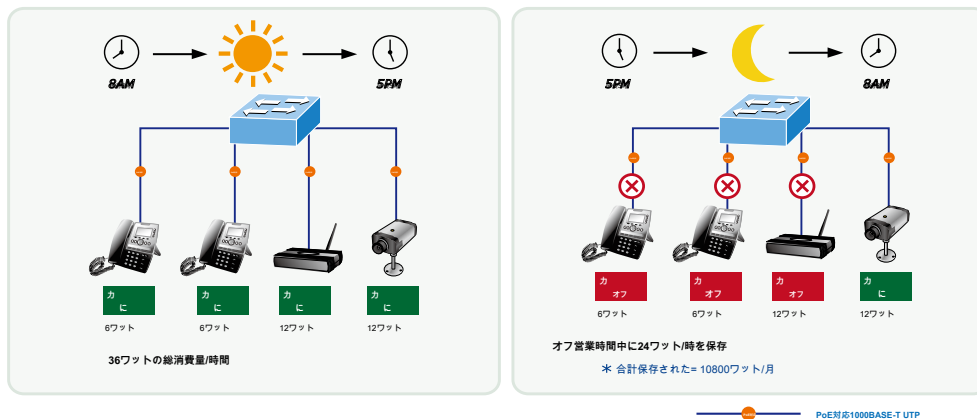 8AM
5PM
カ
に
カ
に
カ
に
カ
に
6ワット
6ワット
12ワット
12ワット
36ワットの総消費量/時間
5PM
8AM
カ
オフ
カ
オフ
カ
オフ
カ
に
6ワット
6ワット
12ワット
12ワット
オフ営業時間中に24ワット/時を保存
* 合計保存された= 10800ワット/月
PoE対応1000BASE-T UTP